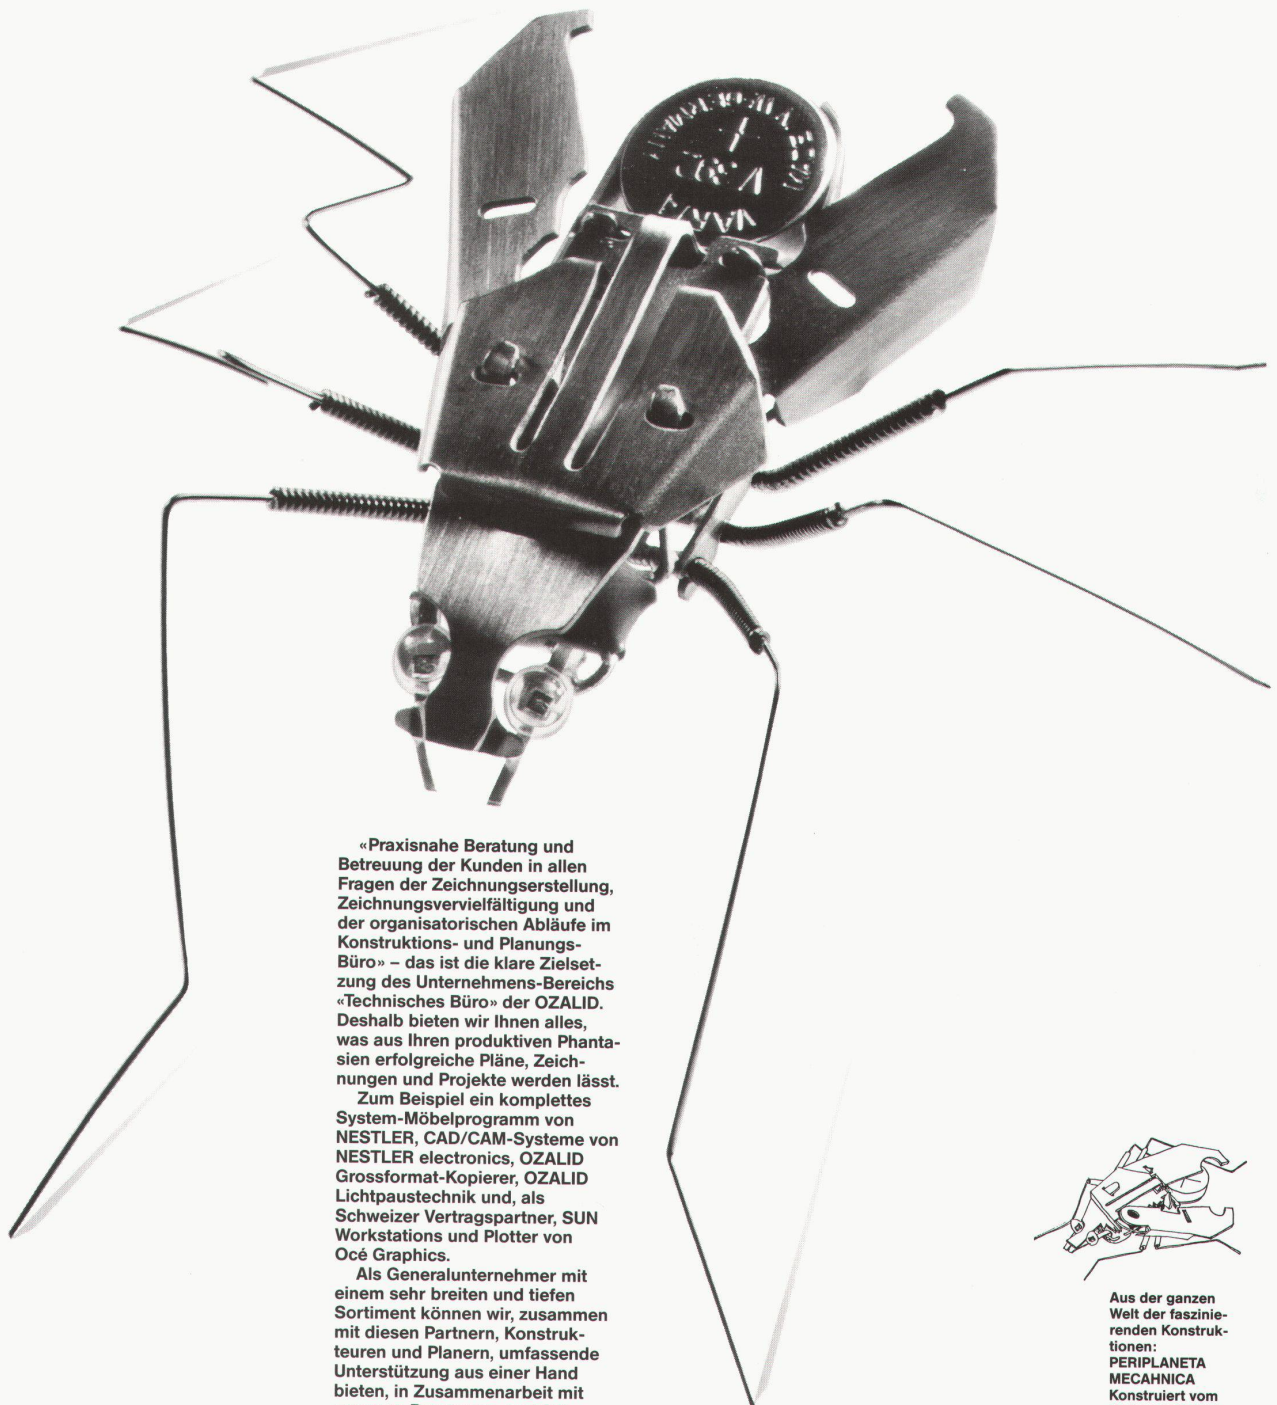 «Praxisnahe Beratung und
Betreuung der Kunden in allen
Fragen der Zeichnungserstellung,
Zeichnungsvervielfältigung und
der organisatorischen Abläufe im
Konstruktions- und Planungs-
Büro» – das ist die klare Zielset-
zung des Unternehmens-Bereichs
«Technisches Büro» der OZALID.
Deshalb bieten wir Ihnen alles,
was aus Ihren produktiven Phanta-
sien erfolgreiche Pläne, Zeich-
nungen und Projekte werden lässt.
Zum Beispiel ein komplettes
System-Möbelprogramm von
NESTLER, CAD/CAM-Systeme von
NESTLER electronics, OZALID
Grossformat-Kopierer, OZALID
Lichtpaustechnik und, als
Schweizer Vertragspartner, SUN
Workstations und Plotter von
Océ Graphics.
Als Generalunternehmer mit
einem sehr breiten und tiefen
Sortiment können wir, zusammen
mit diesen Partnern, Konstruk-
teuren und Planern, umfassende
Unterstützung aus einer Hand
bieten, in Zusammenarbeit mit
Aus der ganzen
Welt der faszinie-
renden Konstruk-
tionen:
PERIPLANETA
MECAHNICA
Konstruiert vom